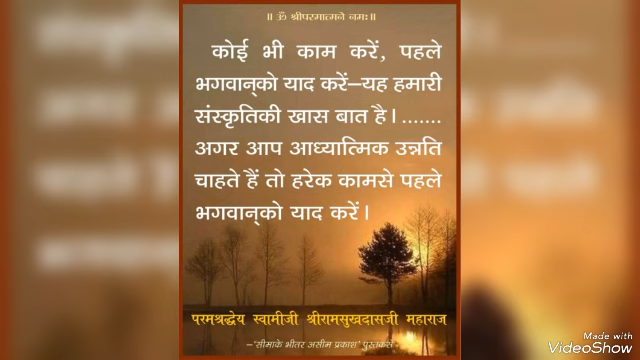 ॥ ॐ श्रीपरमात्मने नमः॥
कोई भी काम करें, पहले
भगवान्‌को याद करें–यह हमारी
संस्कृतिकी खास बात है। .......
अगर आप आध्यात्मिक उन्नति
चाहते हैं तो हरेक कामसे पहले
भगवान्‌को याद करें।
परमश्रद्धेय स्वामीजी श्रीरामसुखदासजी महाराज
–'सीमाके भीतर असीम प्रकाश' पुस्तकसे
Made with
VideoShow